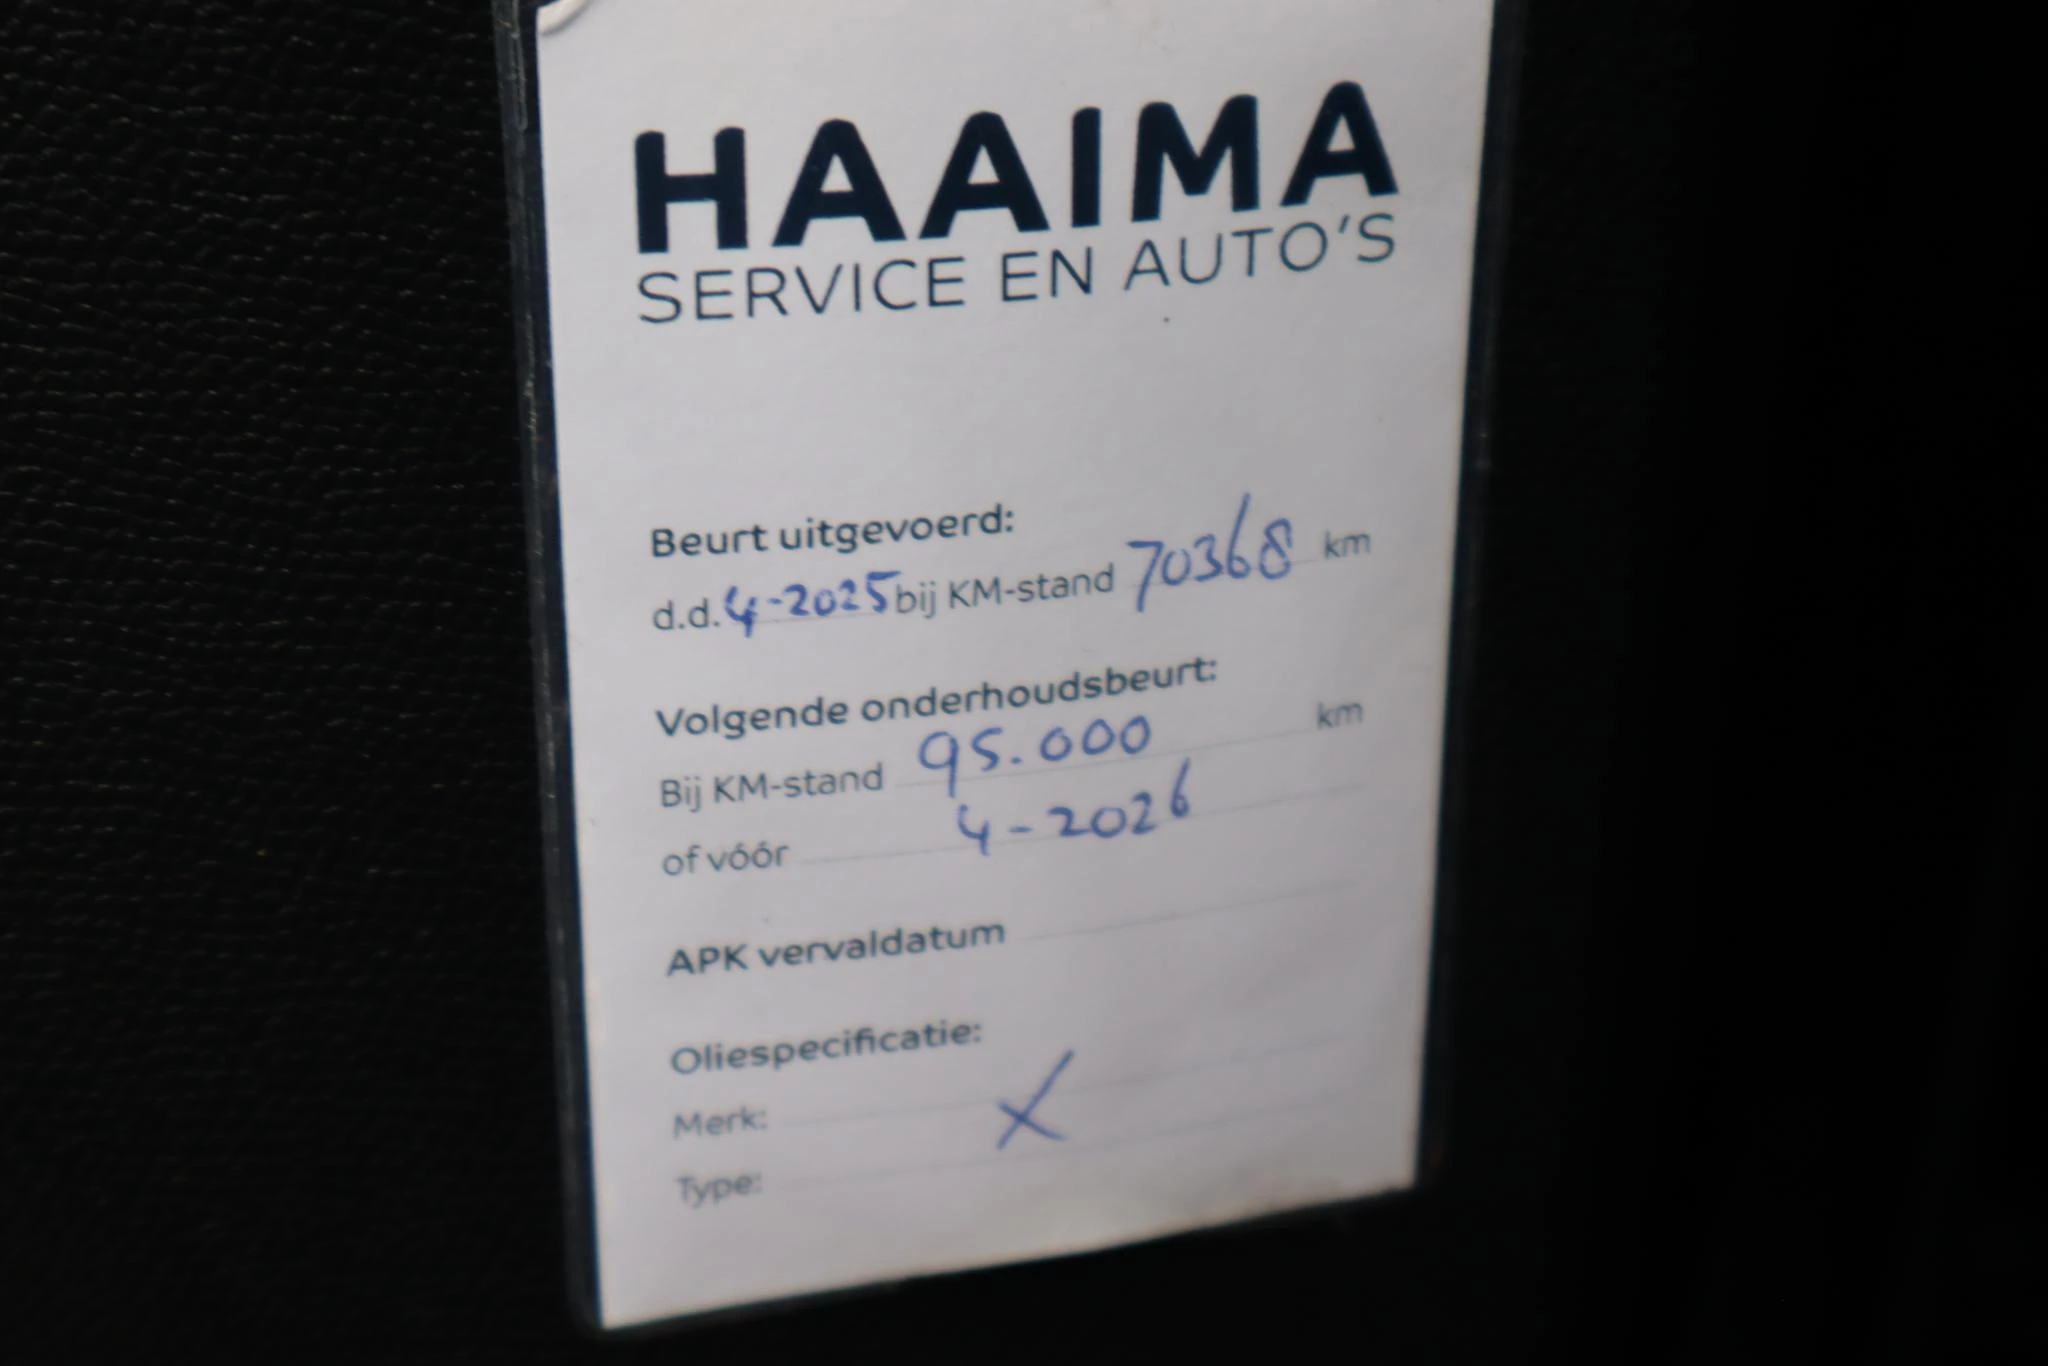 HAAIMA
SERVICE EN AUTO'S
Beurt uitgevoerd:
d.d. 4-2025 bij KM-stand 70368 km
Volgende onderhoudsbeurt:
Bij KM-stand 95.000 km
of vóór 4-2026
APK vervaldatum
Oliespecificatie:
Merk: X
Type: